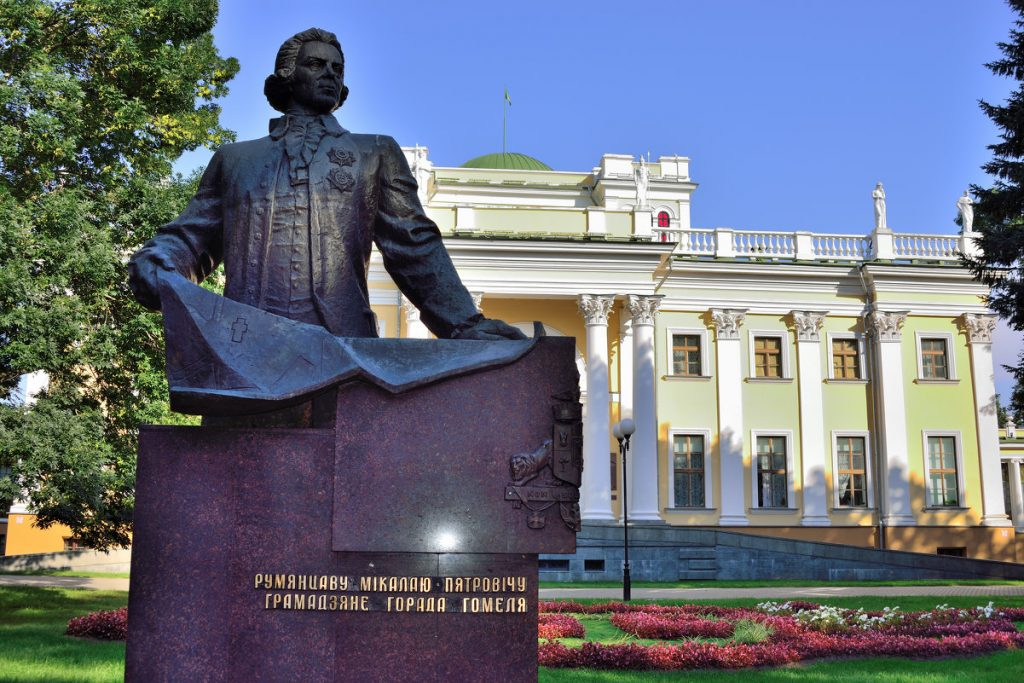 РУМЯНЦАВУ МІКАЛАЮ ПЯТРОВІЧУ
ГРАМАДЗЯНЕ ГОРАДА ГОМЕЛЯ